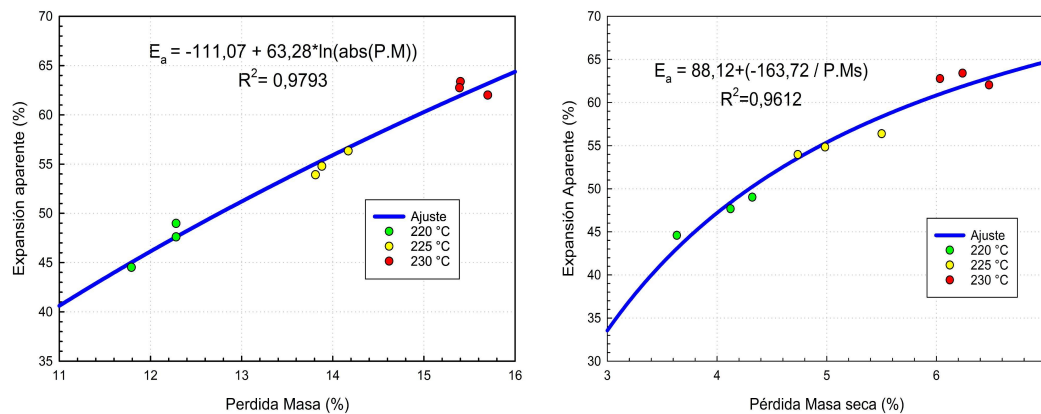 70
65
60
55
50
45
40
35
Expansión aparente (%)
E_a = -111,07 + 63,28*ln(abs(P.M))
R²= 0,9793
Ajuste
220 °C
225 °C
230 °C
11 12 13 14 15 16
Perdida Masa (%)
70
65
60
55
50
45
40
35
30
Expansión Aparente (%)
E_a = 88,12+(-163,72 / P.Ms)
R²=0,9612
Ajuste
220 °C
225 °C
230 °C
3 4 5 6
Pérdida Masa seca (%)